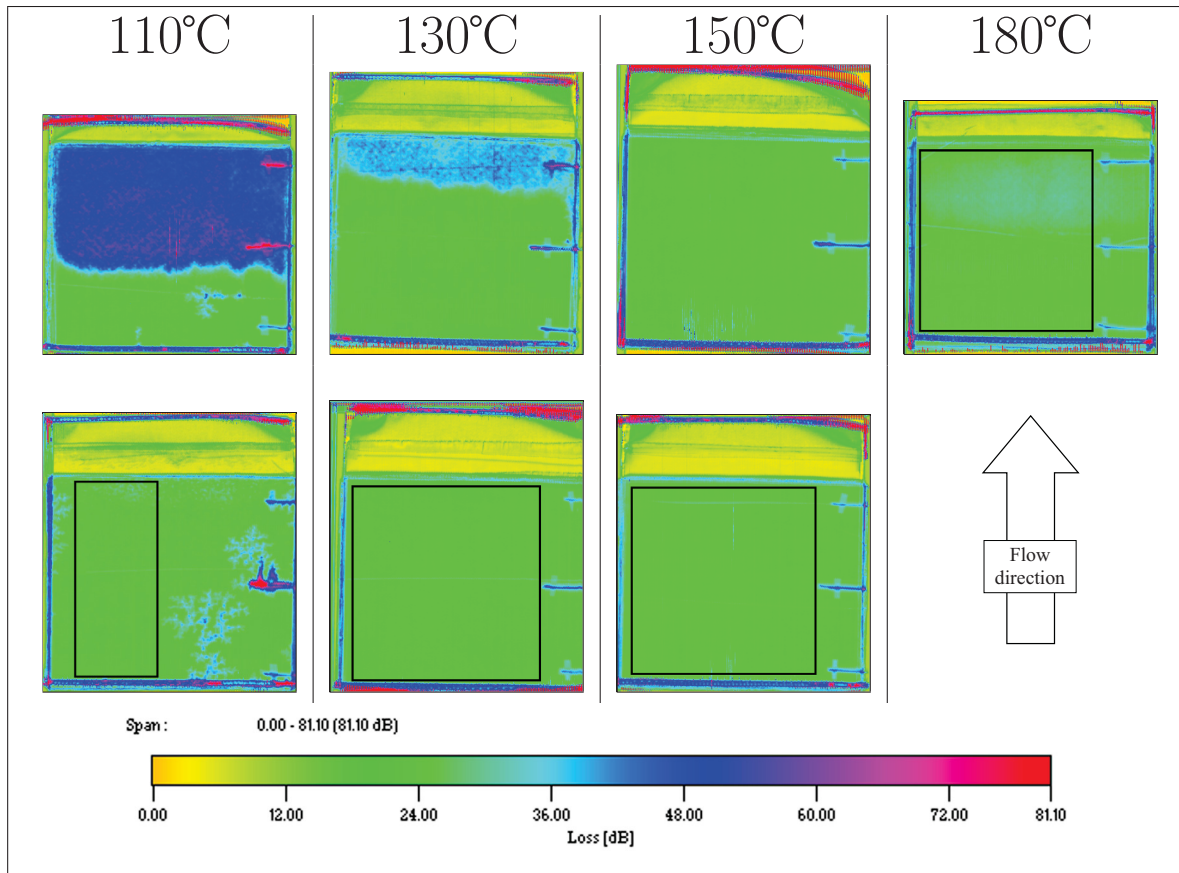 110°C
130°C
150°C
180°C
Flow
direction
Span :
0.00 - 81.10 (81.10 dB)
0.00
12.00
24.00
36.00
48.00
60.00
72.00
81.10
Loss [dB]